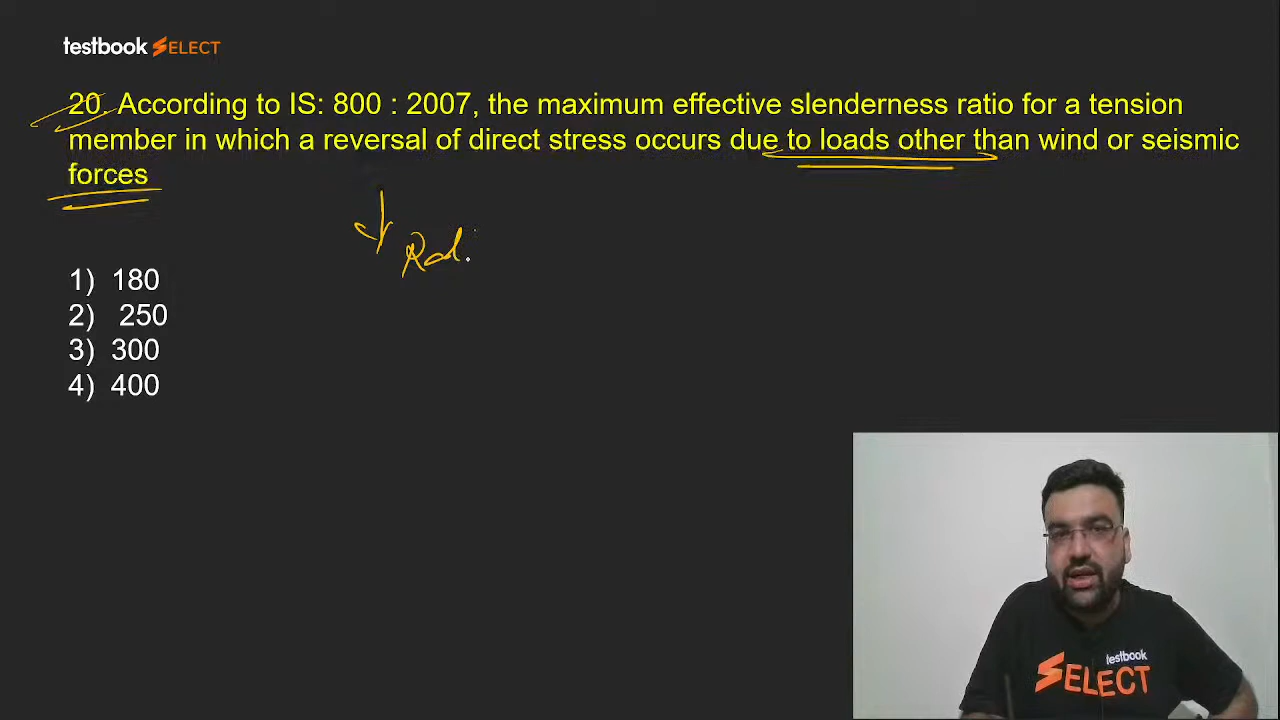 testbook SELECT
20. According to IS: 800 : 2007, the maximum effective slenderness ratio for a tension
member in which a reversal of direct stress occurs due to loads other than wind or seismic
forces
Rad.
1) 180
2) 250
3) 300
4) 400
testbook
SELECT